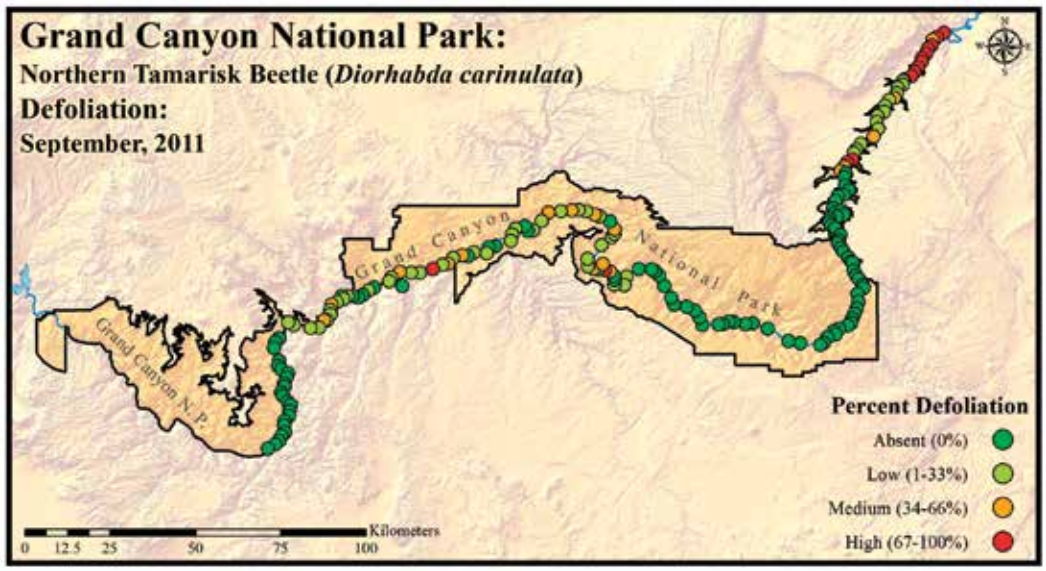 Grand Canyon National Park:
Northern Tamarisk Beetle (Diorhabda carinulata)
Defoliation:
September, 2011
N
W E
S
Grand Canyon
National Park
Grand Canyon N. P.
Percent Defoliation
Absent (0%)
Low (1-33%)
Medium (34-66%)
High (67-100%)
Kilometers
0 12.5 25 50 75 100